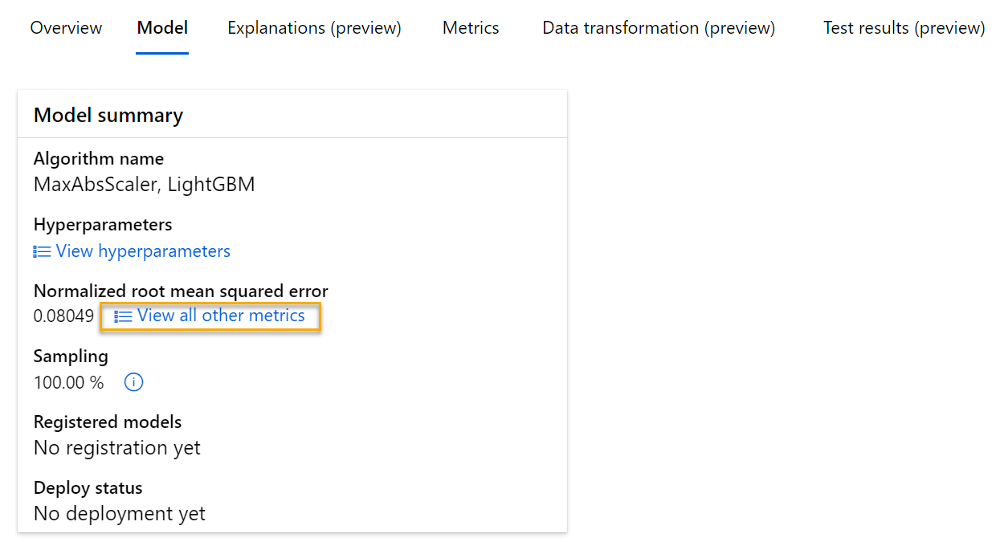 Overview Model Explanations (preview) Metrics Data transformation (preview) Test results (preview)
Model summary
Algorithm name
MaxAbsScaler, LightGBM
Hyperparameters
View hyperparameters
Normalized root mean squared error
0.08049 View all other metrics
Sampling
100.00 %
Registered models
No registration yet
Deploy status
No deployment yet